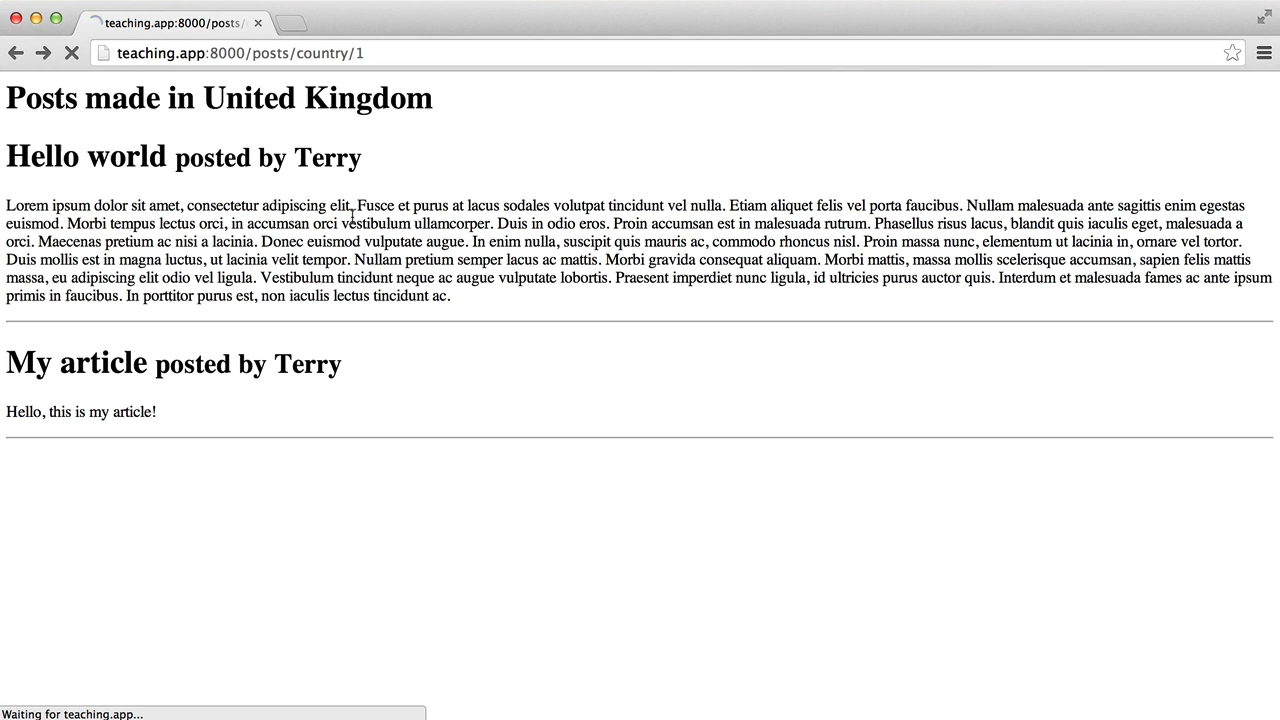 teaching.app:8000/posts/
teaching.app:8000/posts/country/1
Posts made in United Kingdom
Hello world posted by Terry
Lorem ipsum dolor sit amet, consectetur adipiscing elit. Fusce et purus at lacus sodales volutpat tincidunt vel nulla. Etiam aliquet felis vel porta faucibus. Nullam malesuada ante sagittis enim egestas
euismod. Morbi tempus lectus orci, in accumsan orci vestibulum ullamcorper. Duis in odio eros. Proin accumsan est in malesuada rutrum. Phasellus risus lacus, blandit quis iaculis eget, malesuada a
orci. Maecenas pretium ac nisi a lacinia. Donec euismod vulputate augue. In enim nulla, suscipit quis mauris ac, commodo rhoncus nisl. Proin massa nunc, elementum ut lacinia in, ornare vel tortor.
Duis mollis est in magna luctus, ut lacinia velit tempor. Nullam pretium semper lacus ac mattis. Morbi gravida consequat aliquam. Morbi mattis, massa mollis scelerisque accumsan, sapien felis mattis
massa, eu adipiscing elit odio vel ligula. Vestibulum tincidunt neque ac augue vulputate lobortis. Praesent imperdiet nunc ligula, id ultricies purus auctor quis. Interdum et malesuada fames ac ante ipsum
primis in faucibus. In porttitor purus est, non iaculis lectus tincidunt ac.
My article posted by Terry
Hello, this is my article!
Waiting for teaching.app...